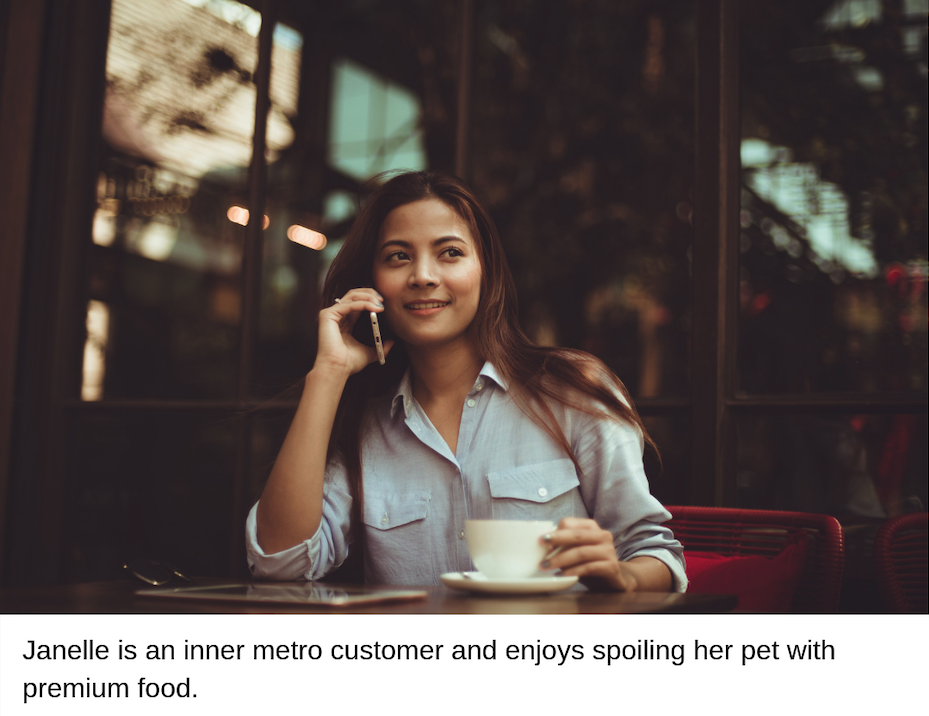 Janelle is an inner metro customer and enjoys spoiling her pet with
premium food.